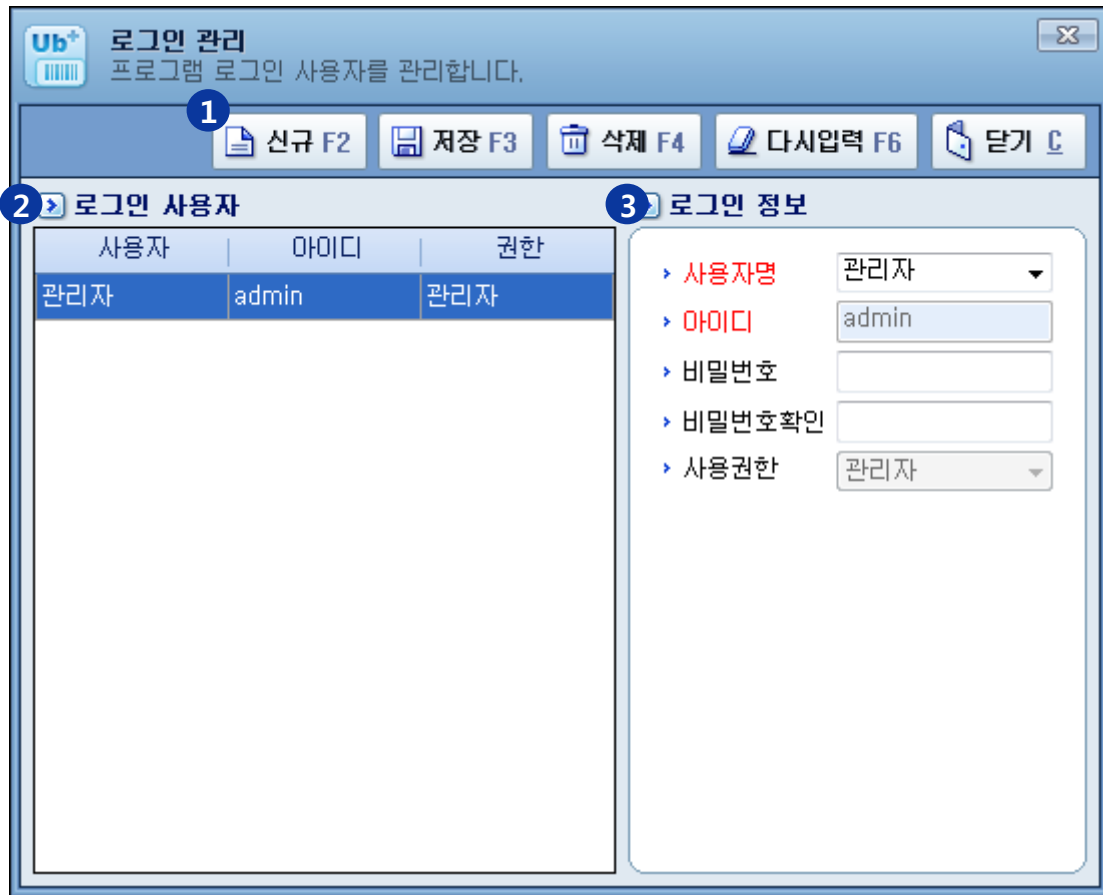 Ub+
로그인 관리
프로그램 로그인 사용자를 관리합니다.
1
신규 F2 저장 F3 삭제 F4 다시입력 F6 닫기 C
2 로그인 사용자
사용자 아이디 권한
관리자 admin 관리자
3 로그인 정보
사용자명 관리자
아이디 admin
비밀번호
비밀번호확인
사용권한 관리자